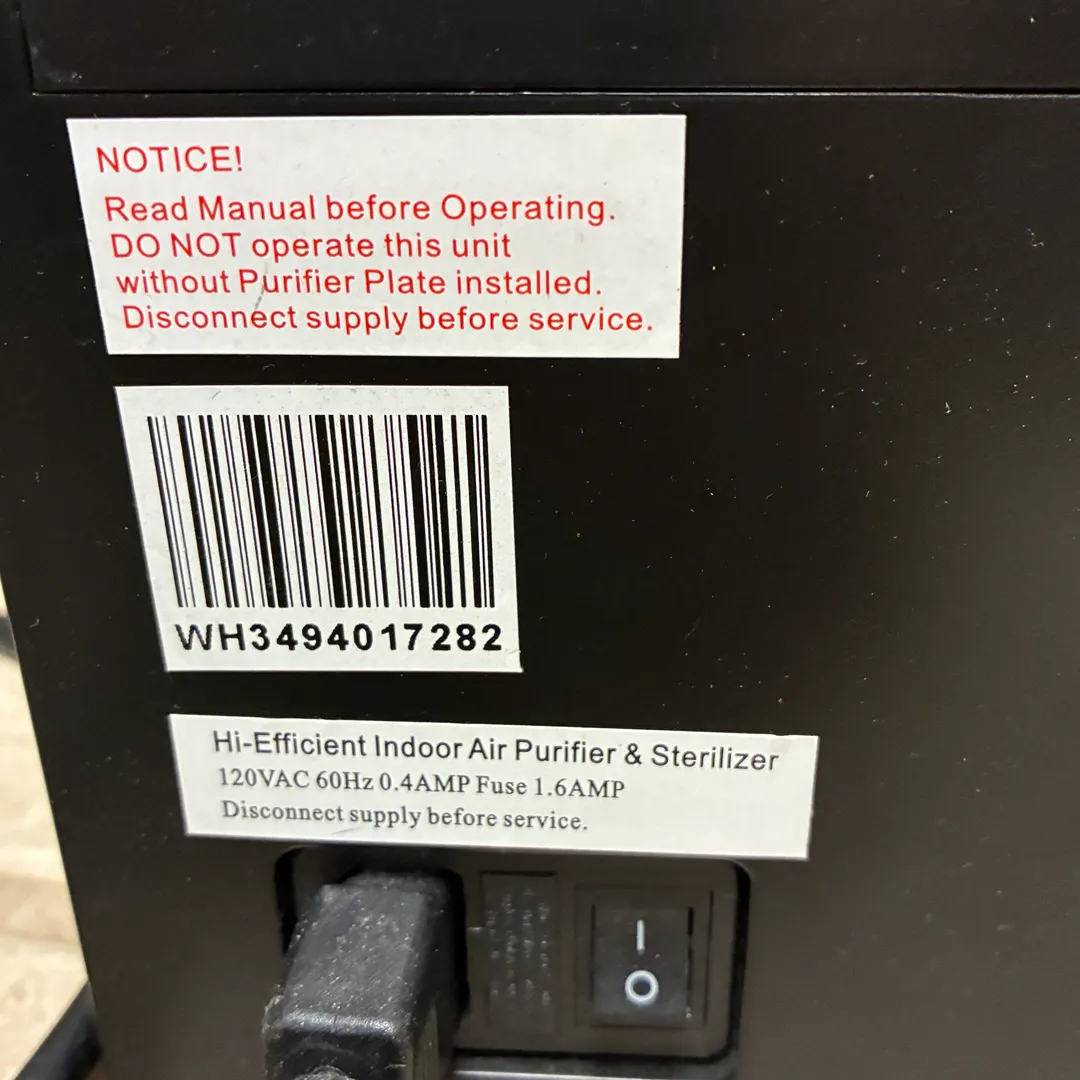 NOTICE!
Read Manual before Operating.
DO NOT operate this unit
without Purifier Plate installed.
Disconnect supply before service.
WH3494017282
Hi-Efficient Indoor Air Purifier & Sterilizer
120VAC 60Hz 0.4AMP Fuse 1.6AMP
Disconnect supply before service.